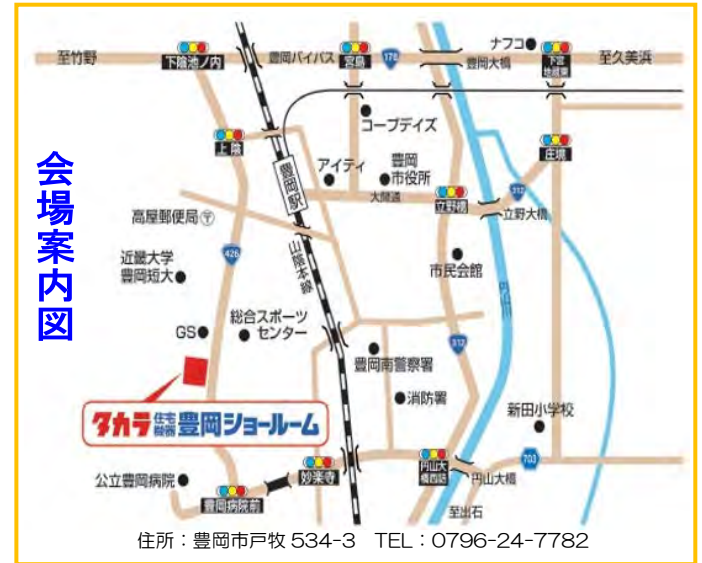 会場案内図
至竹野
下陰池ノ内
豊岡バイパス
宮島
178
豊岡大橋
ナフコ
下宮
地蔵東
至久美浜
コープデイズ
上陰
豊岡駅
アイティ
豊岡
市役所
大開通
立野橋
庄境
312
立野大橋
高屋郵便局
〒
426
山陰本線
近畿大学
豊岡短大
市民会館
円山川
GS
総合スポーツ
センター
豊岡南警察署
312
消防署
新田小学校
タカラ住宅機器豊岡ショールーム
公立豊岡病院
豊岡病院前
妙楽寺
円山大
橋西詰
703
円山大橋
至出石
住所：豊岡市戸牧 534-3　TEL：0796-24-7782